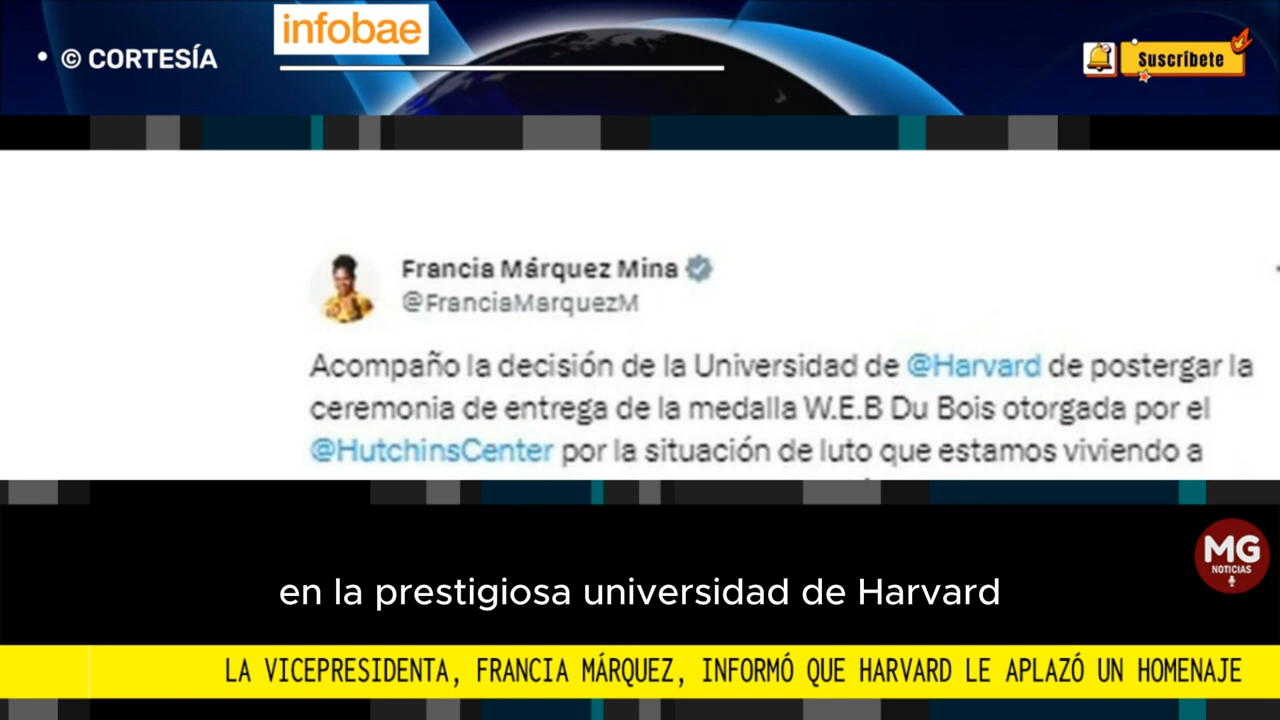 infobae
• © CORTESÍA
Suscríbete
Francia Márquez Mina
@FranciaMarquezM
Acompaño la decisión de la Universidad de @Harvard de postergar la
ceremonia de entrega de la medalla W.E.B Du Bois otorgada por el
@HutchinsCenter por la situación de luto que estamos viviendo a
MG
NOTICIAS
en la prestigiosa universidad de Harvard
LA VICEPRESIDENTA, FRANCIA MÁRQUEZ, INFORMÓ QUE HARVARD LE APLAZÓ UN HOMENAJE